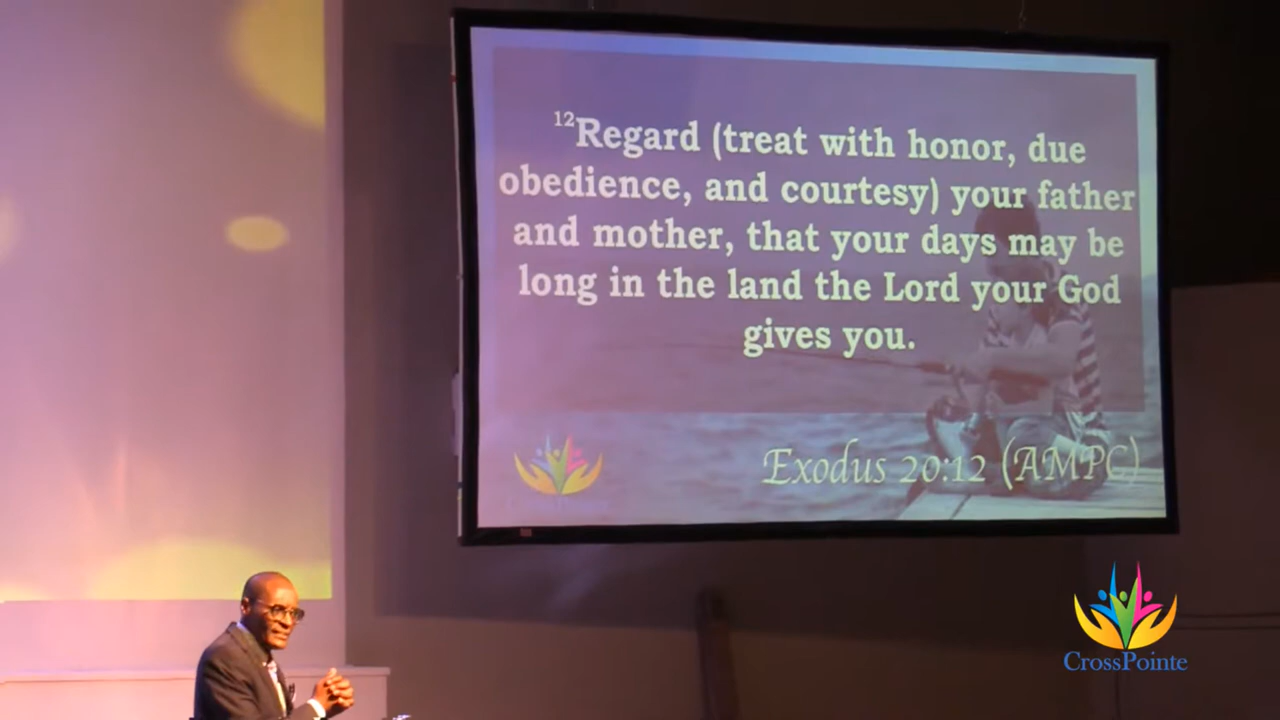 12Regard (treat with honor, due
obedience, and courtesy) your father
and mother, that your days may be
long in the land the Lord your God
gives you.
Exodus 20:12 (AMPC)
CrossPointe